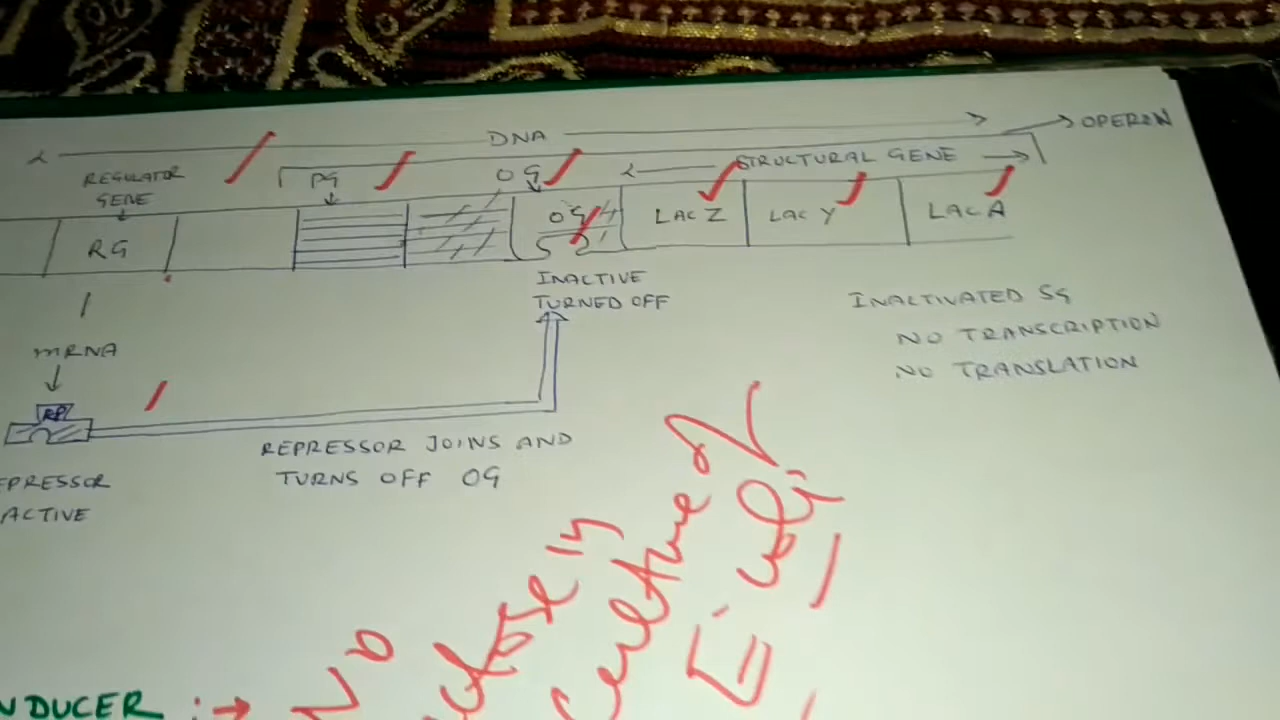 DNA
OPERON
REGULATOR
GENE
PG
OG
STRUCTURAL GENE
RG
OG
LAC Z
LAC Y
LAC A
INACTIVE
TURNED OFF
INACTIVATED SG
NO TRANSCRIPTION
NO TRANSLATION
mRNA
RP
REPRESSOR JOINS AND
TURNS OFF OG
EPRESSOR
ACTIVE
NO
ctose in
culture of
E. coli
NDUCER :→